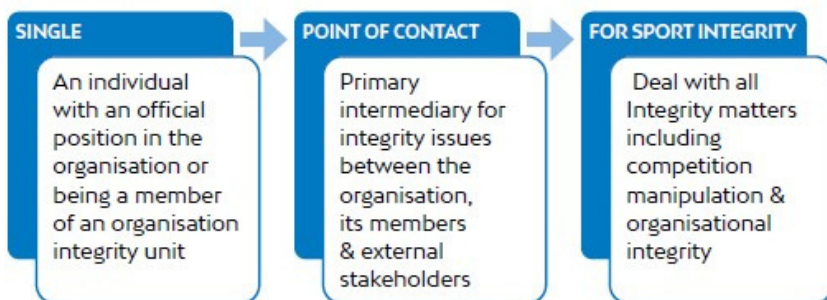 SINGLE
An individual
with an official
position in the
organisation or
being a member
of an organisation
integrity unit
POINT OF CONTACT
Primary
intermediary for
integrity issues
between the
organisation,
its members
& external
stakeholders
FOR SPORT INTEGRITY
Deal with all
Integrity matters
including
competition
manipulation &
organisational
integrity